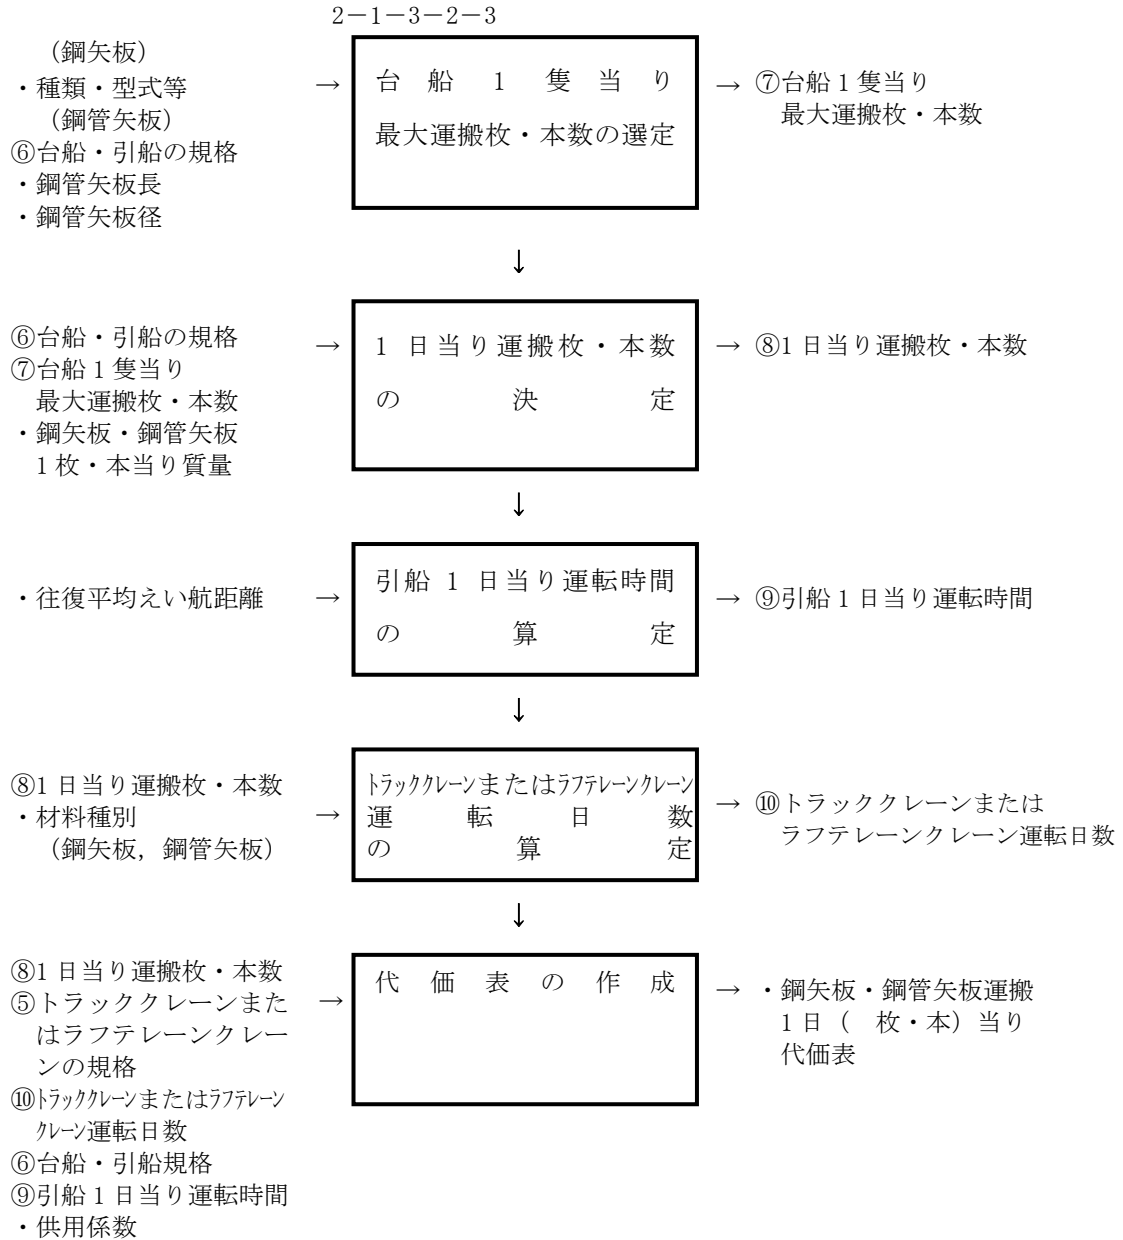 2－1－3－2－3
（鋼矢板）
・種類・型式等
（鋼管矢板）
⑥台船・引船の規格
・鋼管矢板長
・鋼管矢板径
→
台船1隻当り
最大運搬枚・本数の選定
→ ⑦台船1隻当り
最大運搬枚・本数
↓
⑥台船・引船の規格
⑦台船1隻当り
最大運搬枚・本数
・鋼矢板・鋼管矢板
1枚・本当り質量
→
1日当り運搬枚・本数
の決定
→ ⑧1日当り運搬枚・本数
↓
・往復平均えい航距離
→
引船1日当り運転時間
の算定
→ ⑨引船1日当り運転時間
↓
⑧1日当り運搬枚・本数
・材料種別
（鋼矢板，鋼管矢板）
→
ﾄﾗｯｸｸﾚｰﾝまたはﾗﾌﾃﾚｰﾝｸﾚｰﾝ
運転日数
の算定
→ ⑩トラッククレーンまたは
ラフテレーンクレーン運転日数
↓
⑧1日当り運搬枚・本数
⑤トラッククレーンまた
はラフテレーンクレー
ンの規格
⑩ﾄﾗｯｸｸﾚｰﾝまたはﾗﾌﾃﾚｰﾝ
ｸﾚｰﾝ運転日数
⑥台船・引船規格
⑨引船1日当り運転時間
・供用係数
→
代価表の作成
→ ・鋼矢板・鋼管矢板運搬
1日（　枚・本）当り
代価表